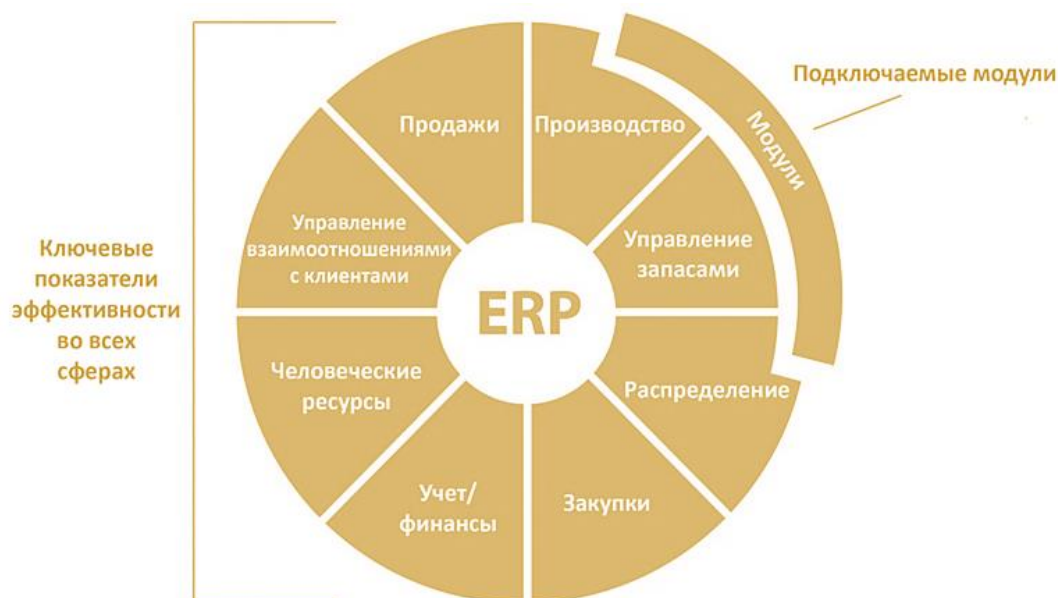 Подключаемые модули
Модули
Продажи
Производство
Управление
взаимоотношениями
с клиентами
Управление
запасами
Ключевые
показатели
эффективности
во всех
сферах
ERP
Человеческие
ресурсы
Распределение
Учет/
финансы
Закупки